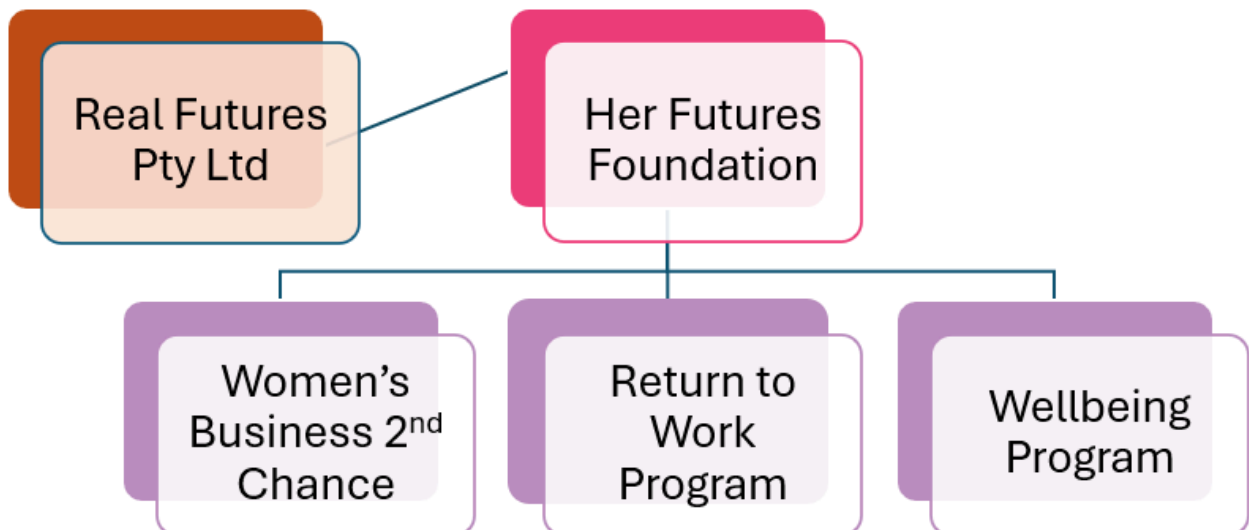 Real Futures
Pty Ltd
Her Futures
Foundation
Women’s
Business 2nd
Chance
Return to
Work
Program
Wellbeing
Program